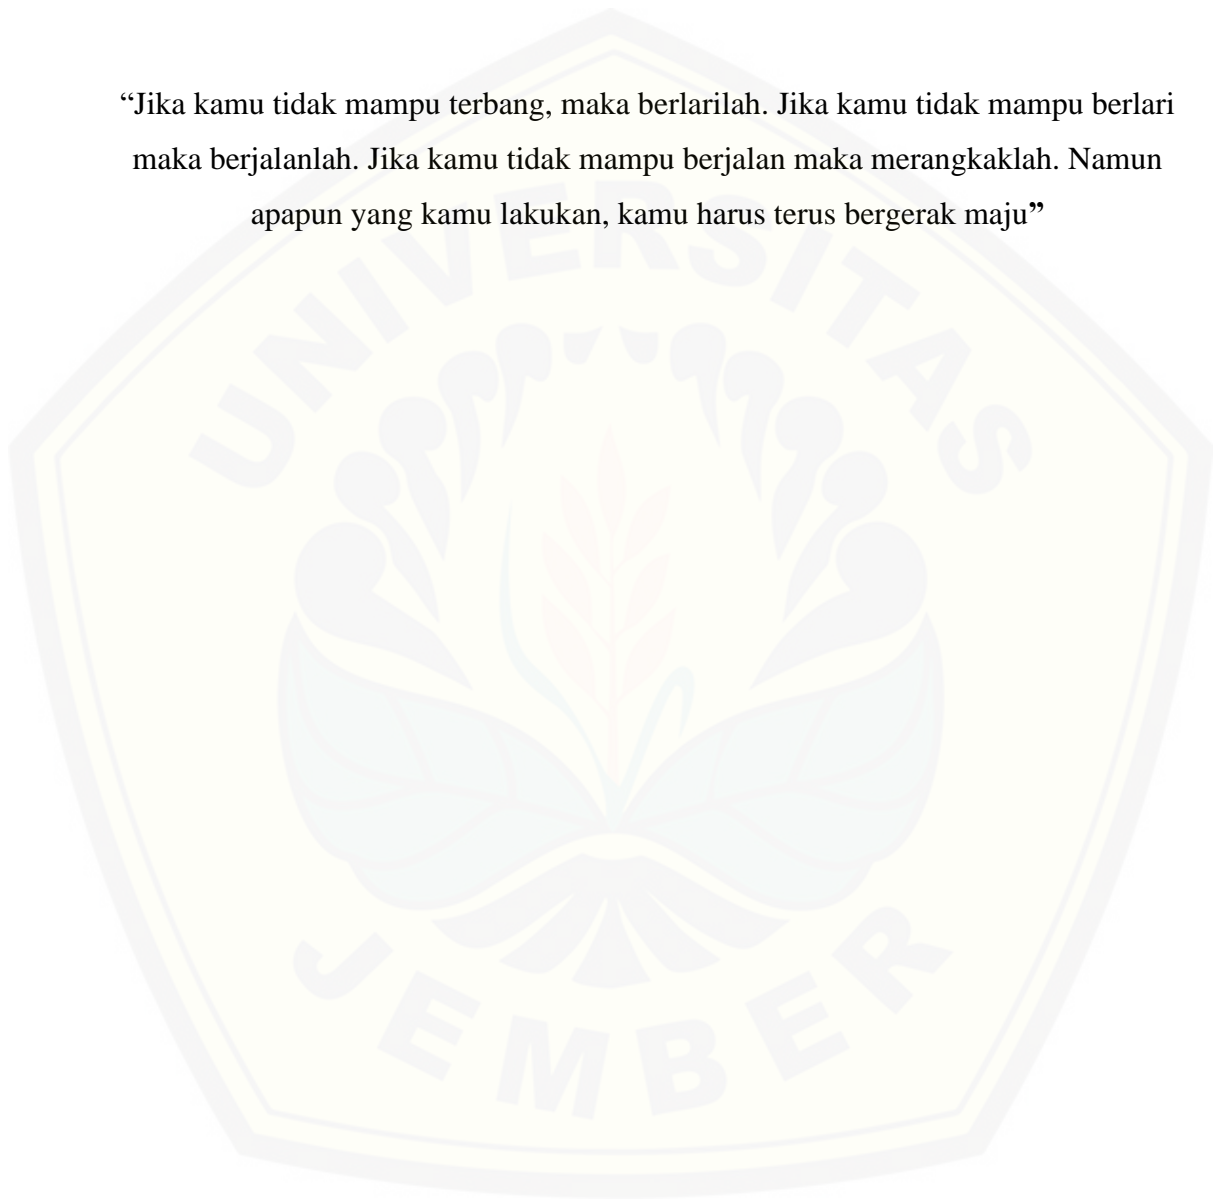 “Jika kamu tidak mampu terbang, maka berlarilah. Jika kamu tidak mampu berlari
maka berjalanlah. Jika kamu tidak mampu berjalan maka merangkaklah. Namun
apapun yang kamu lakukan, kamu harus terus bergerak maju”
UNIVERSITAS
JEMBER